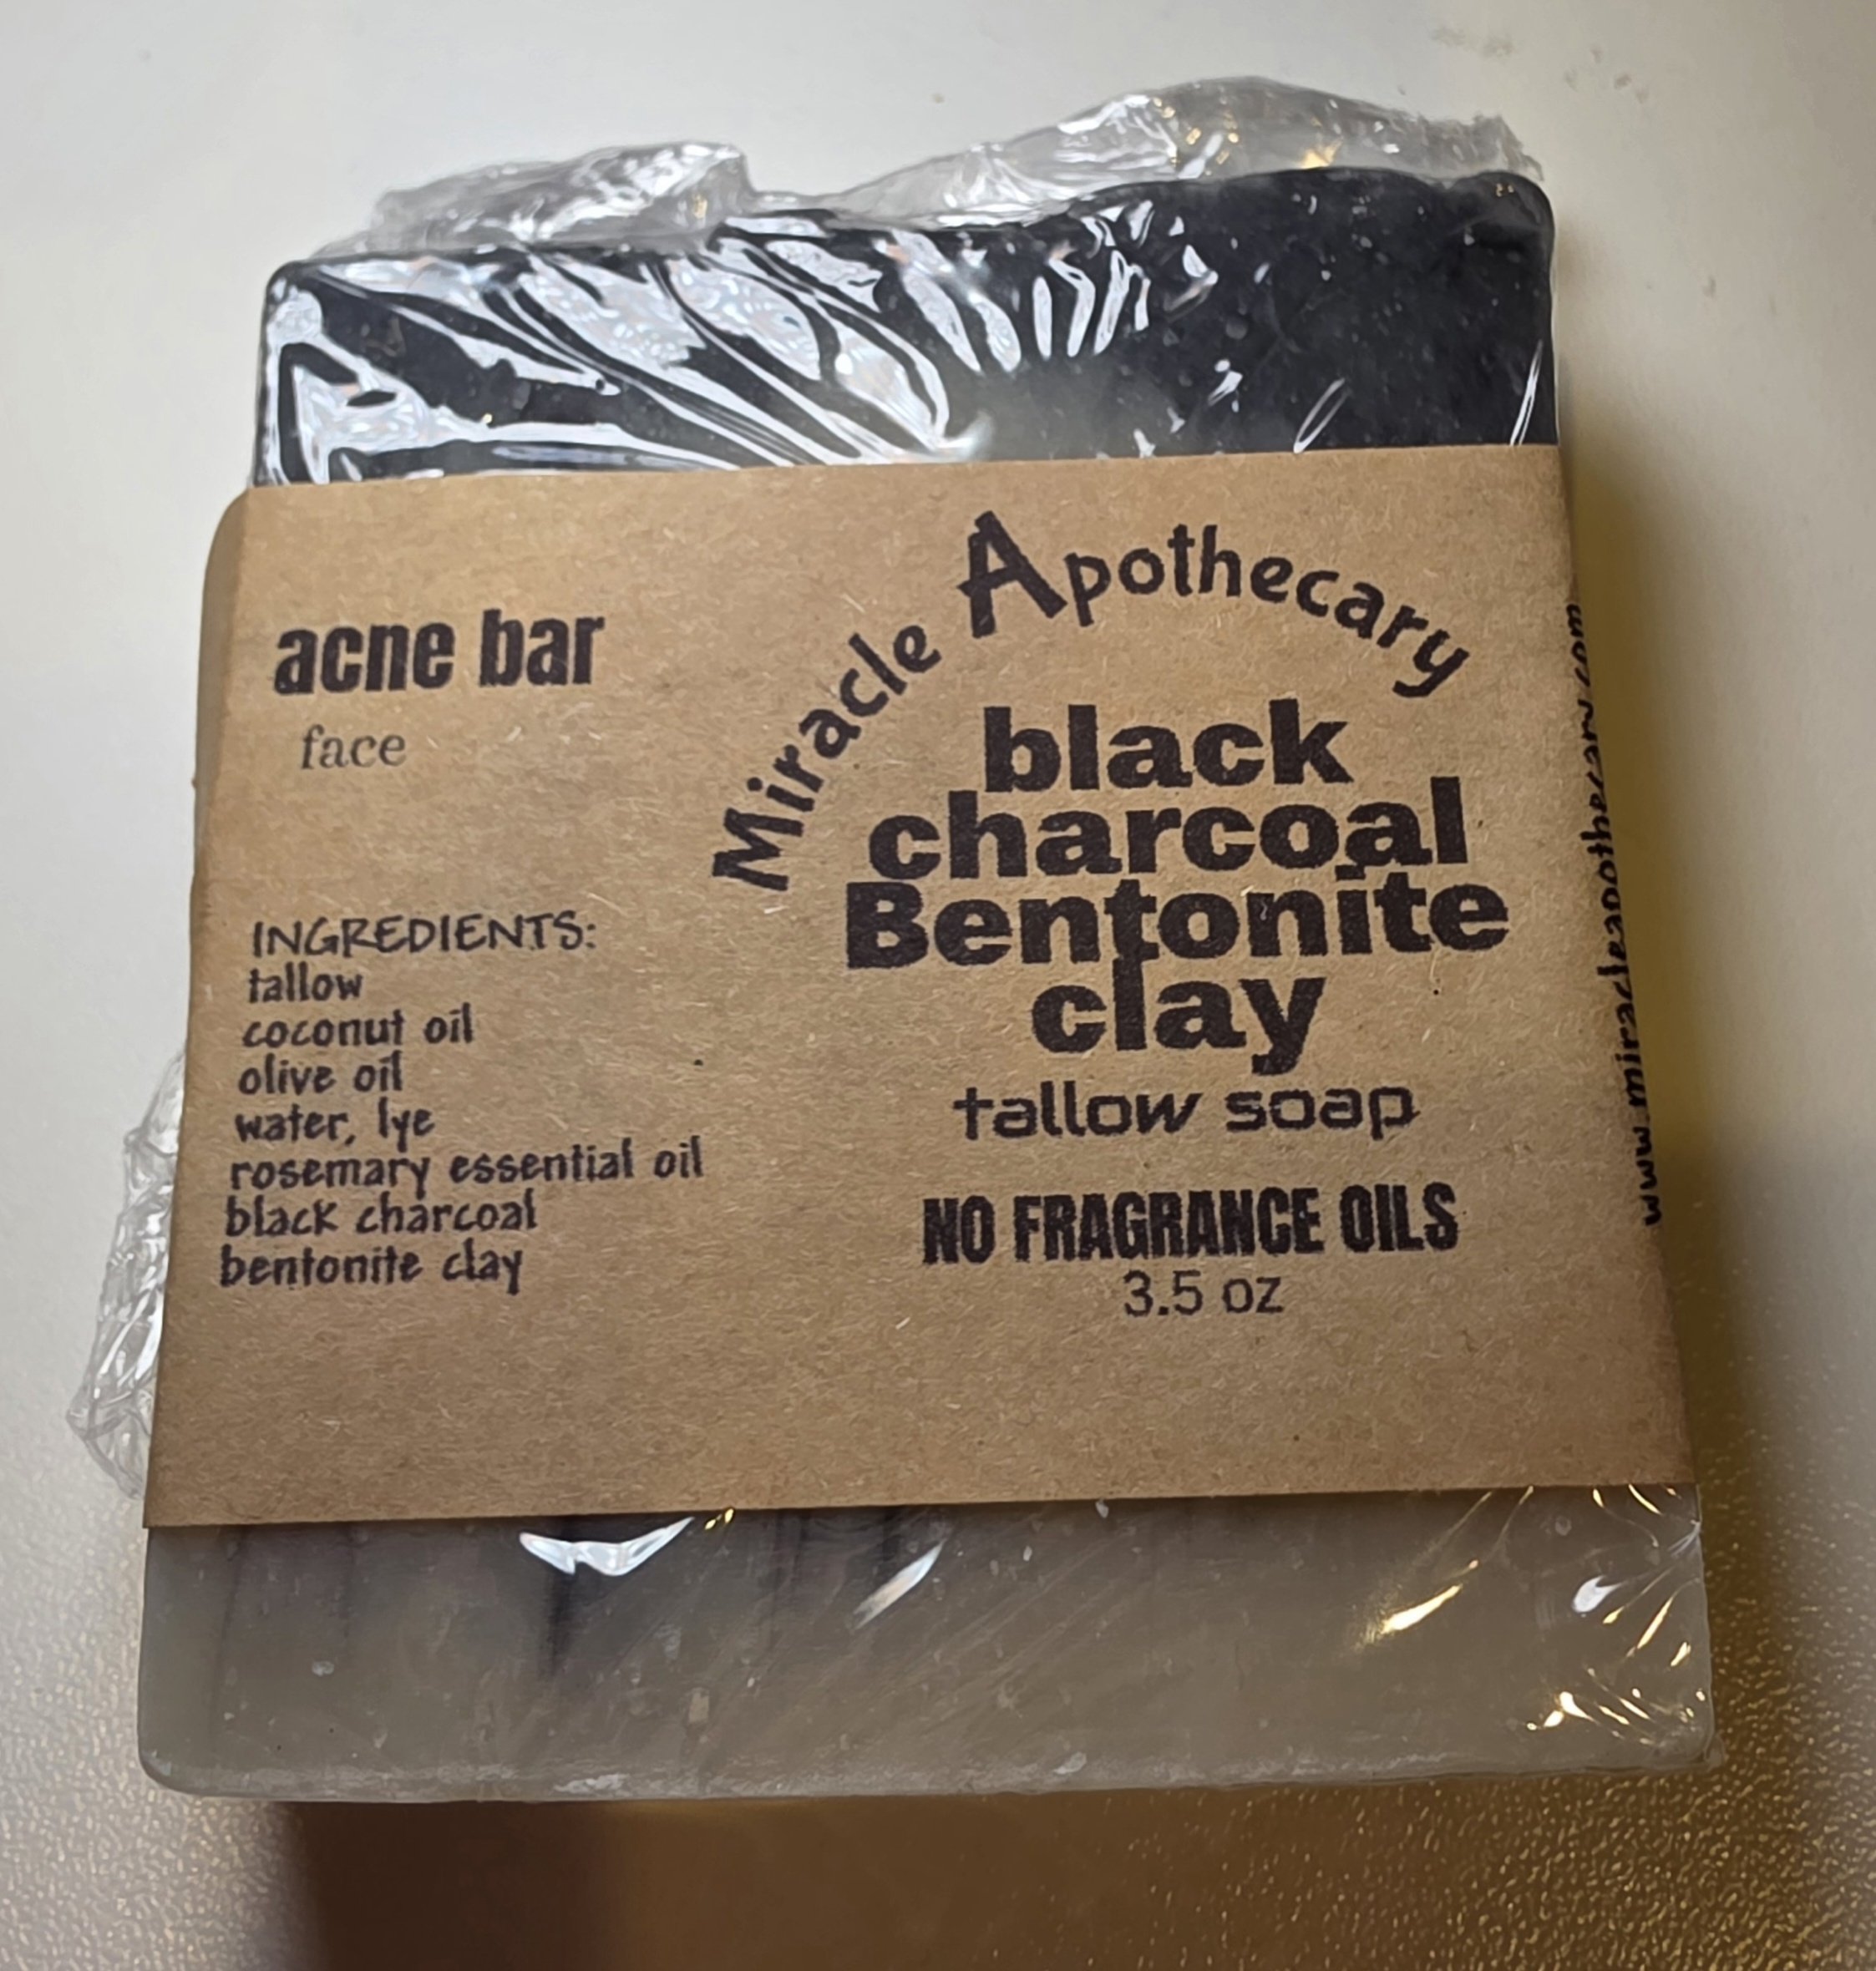 acne bar
face
INGREDIENTS:
tallow
coconut oil
olive oil
water, lye
rosemary essential oil
black charcoal
bentonite clay
Miracle Apothecary
black
charcoal
Bentonite
clay
tallow soap
NO FRAGRANCE OILS
3.5 oz
www.miracleapothecary.com